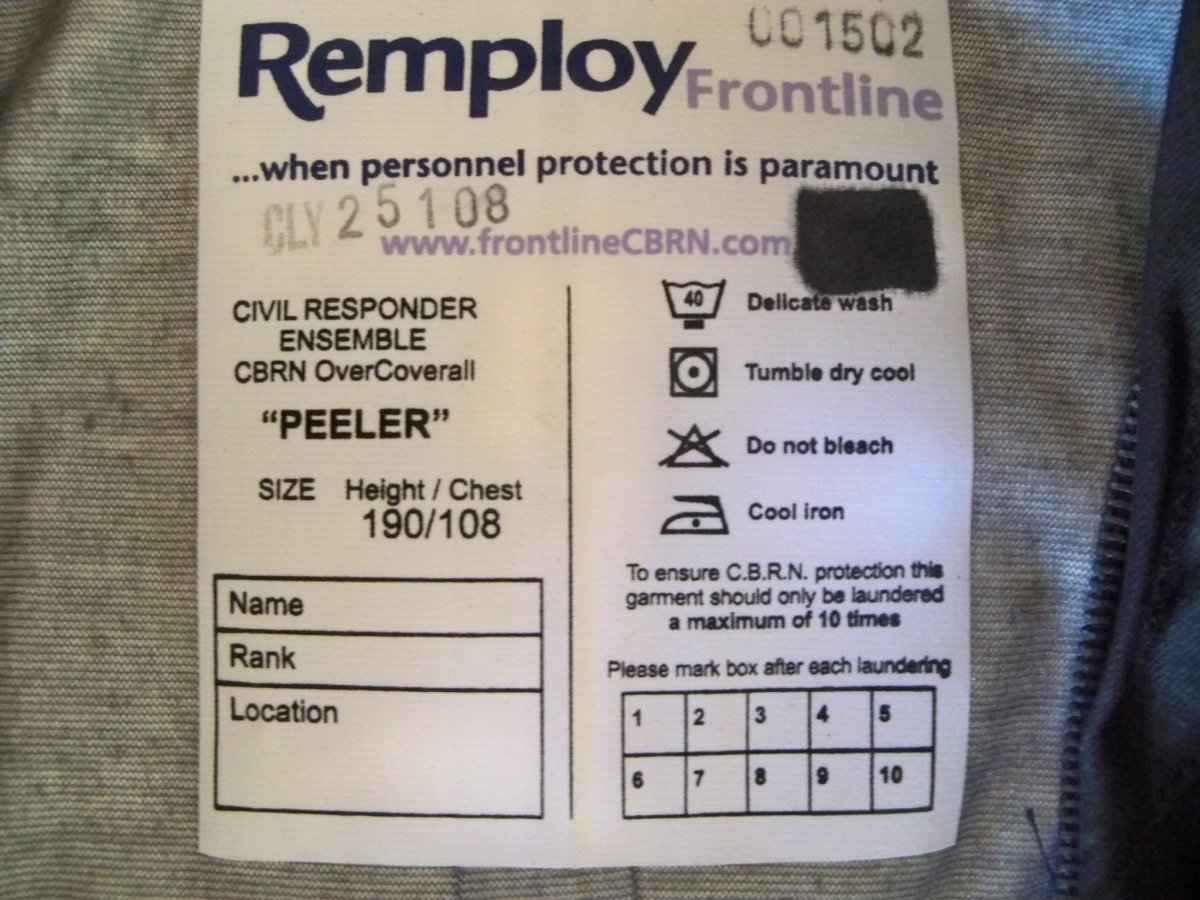 001502
Remploy Frontline
...when personnel protection is paramount
CLY 25108
www.frontlineCBRN.com
CIVIL RESPONDER
ENSEMBLE
CBRN OverCoverall
“PEELER”
SIZE Height / Chest
190/108
Name
Rank
Location
40 Delicate wash
Tumble dry cool
Do not bleach
Cool iron
To ensure C.B.R.N. protection this
garment should only be laundered
a maximum of 10 times
Please mark box after each laundering
1 2 3 4 5
6 7 8 9 10